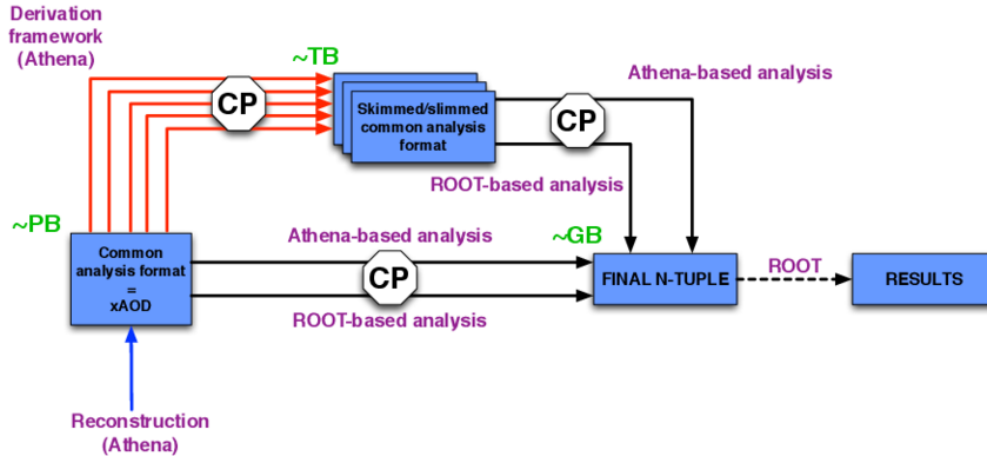 Derivation
framework
(Athena)
~TB
CP
Skimmed/slimmed
common analysis
format
CP
Athena-based analysis
ROOT-based analysis
~PB
Common
analysis format
=
xAOD
Athena-based analysis
CP
ROOT-based analysis
~GB
FINAL N-TUPLE
ROOT
RESULTS
Reconstruction
(Athena)